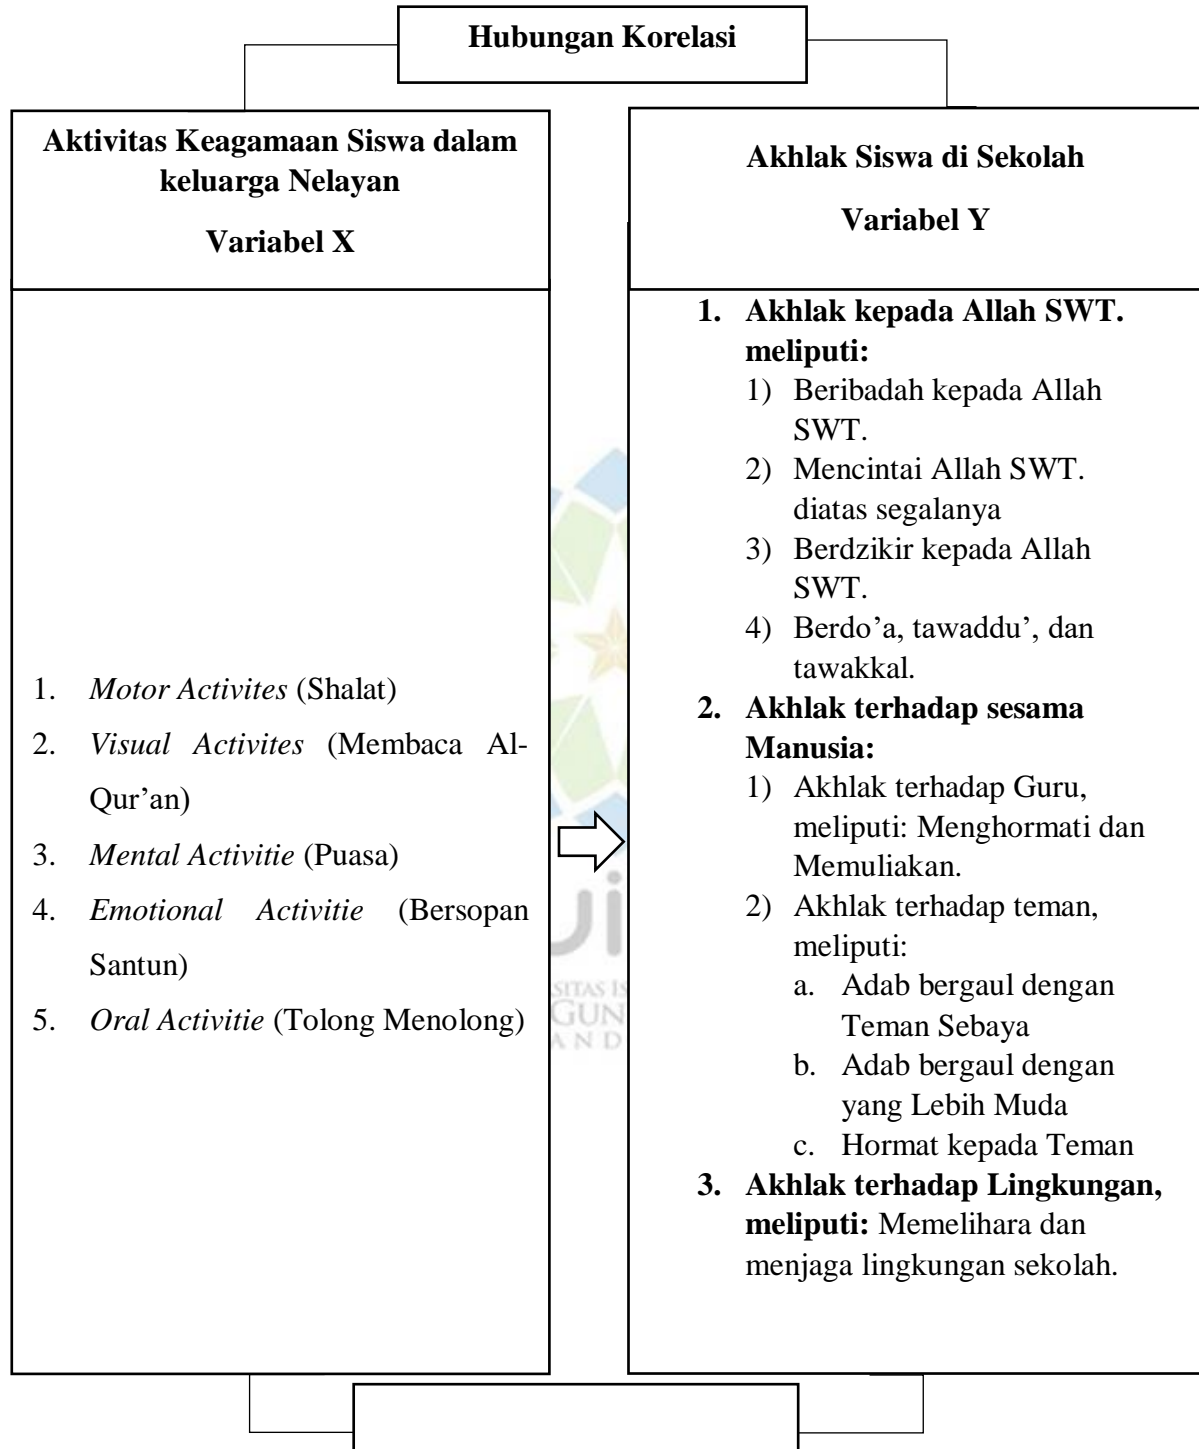 Hubungan Korelasi
Aktivitas Keagamaan Siswa dalam
keluarga Nelayan
Variabel X
1. Motor Activites (Shalat)
2. Visual Activites (Membaca Al-
Qur’an)
3. Mental Activitie (Puasa)
4. Emotional Activitie (Bersopan
Santun)
5. Oral Activitie (Tolong Menolong)
Akhlak Siswa di Sekolah
Variabel Y
1. Akhlak kepada Allah SWT.
meliputi:
1) Beribadah kepada Allah
SWT.
2) Mencintai Allah SWT.
diatas segalanya
3) Berdzikir kepada Allah
SWT.
4) Berdo’a, tawaddu’, dan
tawakkal.
2. Akhlak terhadap sesama
Manusia:
1) Akhlak terhadap Guru,
meliputi: Menghormati dan
Memuliakan.
2) Akhlak terhadap teman,
meliputi:
a. Adab bergaul dengan
Teman Sebaya
b. Adab bergaul dengan
yang Lebih Muda
c. Hormat kepada Teman
3. Akhlak terhadap Lingkungan,
meliputi: Memelihara dan
menjaga lingkungan sekolah.